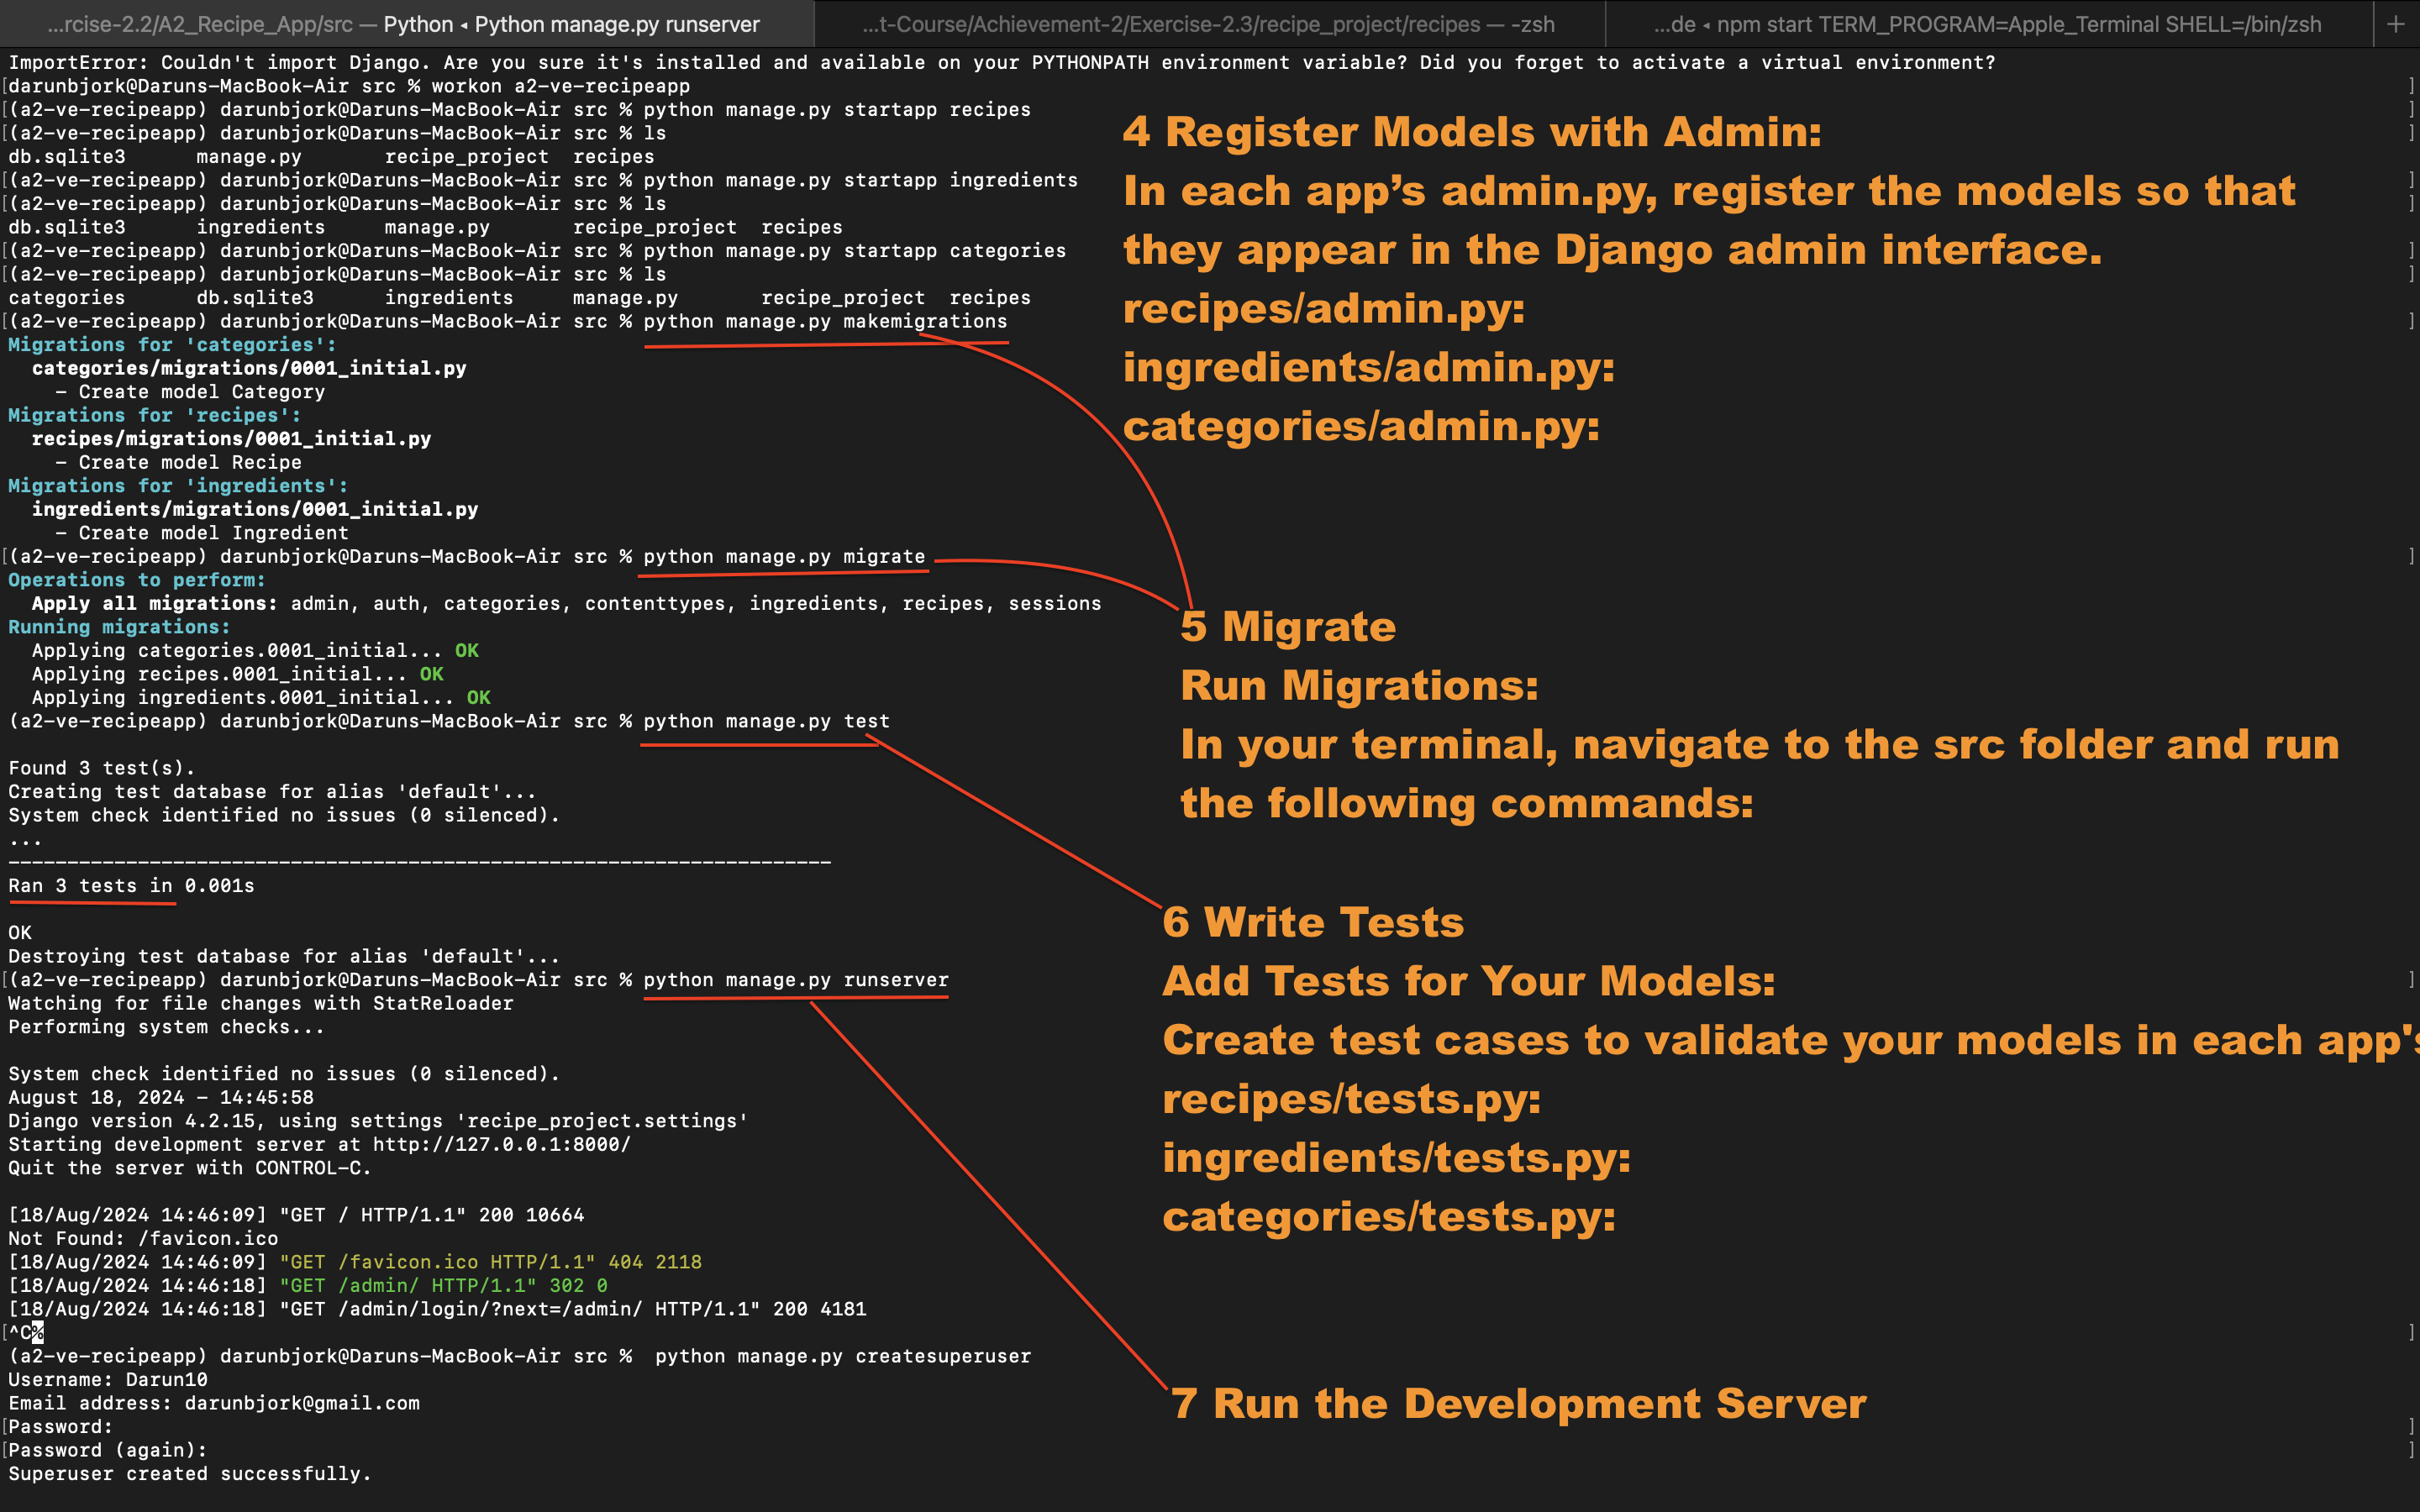 ...rcise-2.2/A2_Recipe_App/src — Python ◂ Python manage.py runserver
...t-Course/Achievement-2/Exercise-2.3/recipe_project/recipes — -zsh
...de ◂ npm start TERM_PROGRAM=Apple_Terminal SHELL=/bin/zsh
+
ImportError: Couldn't import Django. Are you sure it's installed and available on your PYTHONPATH environment variable? Did you forget to activate a virtual environment?
[darunbjork@Daruns-MacBook-Air src % workon a2-ve-recipeapp ]
[(a2-ve-recipeapp) darunbjork@Daruns-MacBook-Air src % python manage.py startapp recipes ]
[(a2-ve-recipeapp) darunbjork@Daruns-MacBook-Air src % ls ]
db.sqlite3 manage.py recipe_project recipes
[(a2-ve-recipeapp) darunbjork@Daruns-MacBook-Air src % python manage.py startapp ingredients ]
[(a2-ve-recipeapp) darunbjork@Daruns-MacBook-Air src % ls ]
db.sqlite3 ingredients manage.py recipe_project recipes
[(a2-ve-recipeapp) darunbjork@Daruns-MacBook-Air src % python manage.py startapp categories ]
[(a2-ve-recipeapp) darunbjork@Daruns-MacBook-Air src % ls ]
categories db.sqlite3 ingredients manage.py recipe_project recipes
[(a2-ve-recipeapp) darunbjork@Daruns-MacBook-Air src % python manage.py makemigrations ]
Migrations for 'categories':
categories/migrations/0001_initial.py
- Create model Category
Migrations for 'recipes':
recipes/migrations/0001_initial.py
- Create model Recipe
Migrations for 'ingredients':
ingredients/migrations/0001_initial.py
- Create model Ingredient
[(a2-ve-recipeapp) darunbjork@Daruns-MacBook-Air src % python manage.py migrate ]
Operations to perform:
Apply all migrations: admin, auth, categories, contenttypes, ingredients, recipes, sessions
Running migrations:
Applying categories.0001_initial... OK
Applying recipes.0001_initial... OK
Applying ingredients.0001_initial... OK
(a2-ve-recipeapp) darunbjork@Daruns-MacBook-Air src % python manage.py test
Found 3 test(s).
Creating test database for alias 'default'...
System check identified no issues (0 silenced).
...
----------------------------------------------------------------------
Ran 3 tests in 0.001s
OK
Destroying test database for alias 'default'...
[(a2-ve-recipeapp) darunbjork@Daruns-MacBook-Air src % python manage.py runserver ]
Watching for file changes with StatReloader
Performing system checks...
System check identified no issues (0 silenced).
August 18, 2024 - 14:45:58
Django version 4.2.15, using settings 'recipe_project.settings'
Starting development server at http://127.0.0.1:8000/
Quit the server with CONTROL-C.
[18/Aug/2024 14:46:09] "GET / HTTP/1.1" 200 10664
Not Found: /favicon.ico
[18/Aug/2024 14:46:09] "GET /favicon.ico HTTP/1.1" 404 2118
[18/Aug/2024 14:46:18] "GET /admin/ HTTP/1.1" 302 0
[18/Aug/2024 14:46:18] "GET /admin/login/?next=/admin/ HTTP/1.1" 200 4181
[^C% ]
(a2-ve-recipeapp) darunbjork@Daruns-MacBook-Air src %  python manage.py createsuperuser
Username: Darun10
Email address: darunbjork@gmail.com
[Password: ]
[Password (again): ]
Superuser created successfully.
4 Register Models with Admin:
In each app’s admin.py, register the models so that
they appear in the Django admin interface.
recipes/admin.py:
ingredients/admin.py:
categories/admin.py:
5 Migrate
Run Migrations:
In your terminal, navigate to the src folder and run
the following commands:
6 Write Tests
Add Tests for Your Models:
Create test cases to validate your models in each app's
recipes/tests.py:
ingredients/tests.py:
categories/tests.py:
7 Run the Development Server